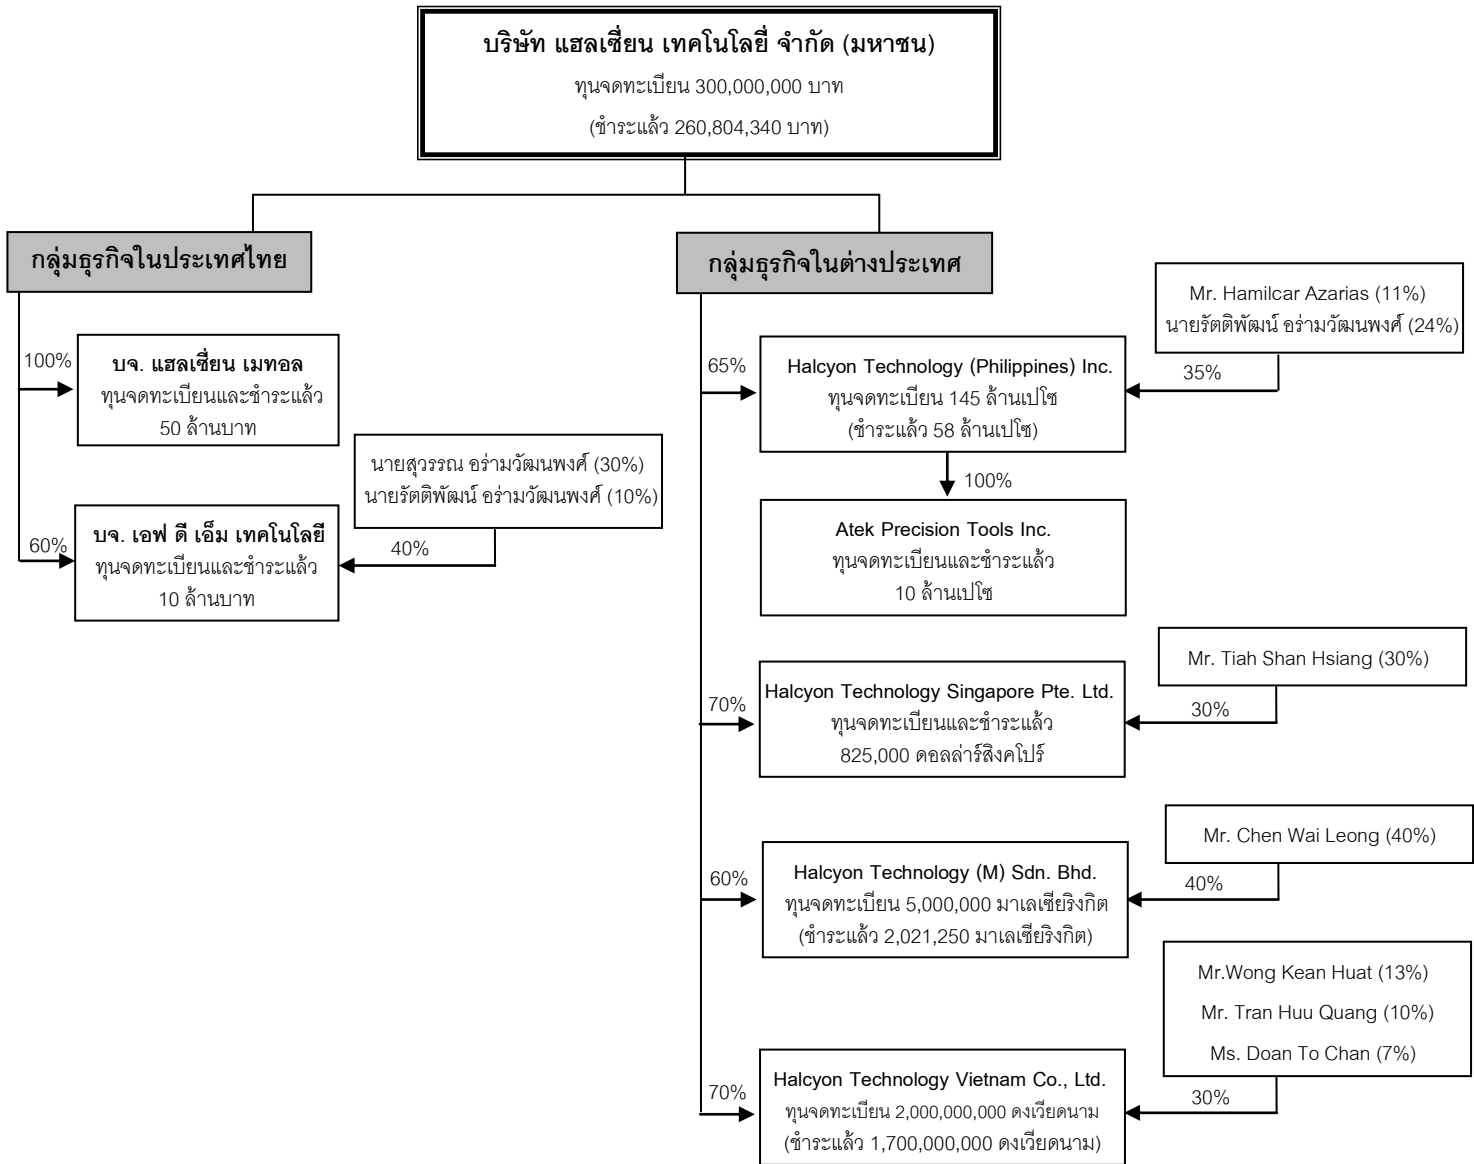 บริษัท แฮลเซี่ยน เทคโนโลยี่ จำกัด (มหาชน)
ทุนจดทะเบียน 300,000,000 บาท
(ชำระแล้ว 260,804,340 บาท)
กลุ่มธุรกิจในประเทศไทย
100%
บจ. แฮลเซี่ยน เมทอล
ทุนจดทะเบียนและชำระแล้ว
50 ล้านบาท
นายสุวรรณ อร่ามวัฒนพงศ์ (30%)
นายรัตติพัฒน์ อร่ามวัฒนพงศ์ (10%)
40%
60%
บจ. เอฟ ดี เอ็ม เทคโนโลยี
ทุนจดทะเบียนและชำระแล้ว
10 ล้านบาท
กลุ่มธุรกิจในต่างประเทศ
Mr. Hamilcar Azarias (11%)
นายรัตติพัฒน์ อร่ามวัฒนพงศ์ (24%)
35%
65%
Halcyon Technology (Philippines) Inc.
ทุนจดทะเบียน 145 ล้านเปโซ
(ชำระแล้ว 58 ล้านเปโซ)
100%
Atek Precision Tools Inc.
ทุนจดทะเบียนและชำระแล้ว
10 ล้านเปโซ
Mr. Tiah Shan Hsiang (30%)
30%
70%
Halcyon Technology Singapore Pte. Ltd.
ทุนจดทะเบียนและชำระแล้ว
825,000 ดอลล่าร์สิงคโปร์
Mr. Chen Wai Leong (40%)
40%
60%
Halcyon Technology (M) Sdn. Bhd.
ทุนจดทะเบียน 5,000,000 มาเลเซียริงกิต
(ชำระแล้ว 2,021,250 มาเลเซียริงกิต)
Mr.Wong Kean Huat (13%)
Mr. Tran Huu Quang (10%)
Ms. Doan To Chan (7%)
30%
70%
Halcyon Technology Vietnam Co., Ltd.
ทุนจดทะเบียน 2,000,000,000 ดงเวียดนาม
(ชำระแล้ว 1,700,000,000 ดงเวียดนาม)